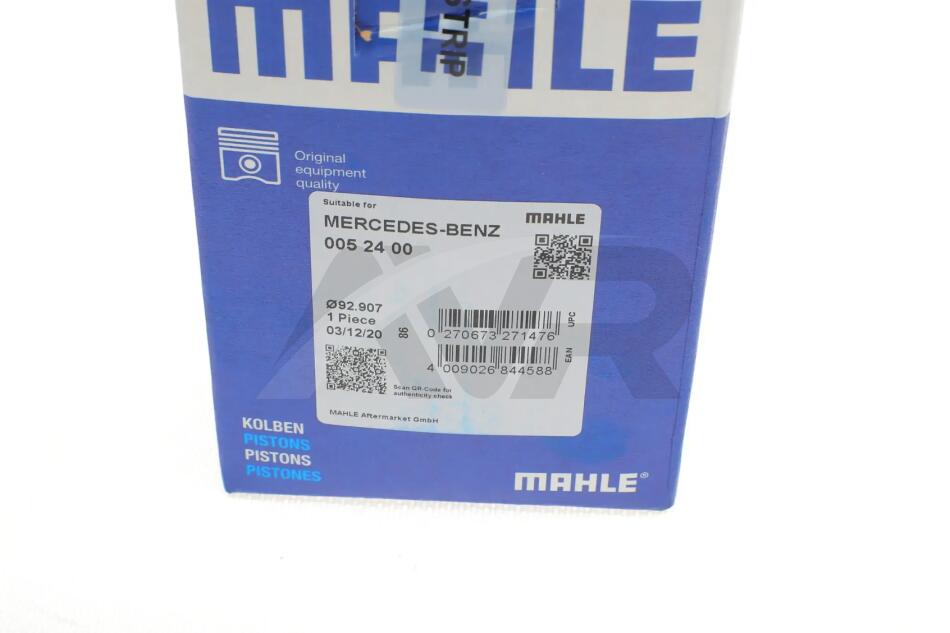 MAHLE
STRIP
Original
equipment
quality
Suitable for
MERCEDES-BENZ
MAHLE
005 24 00
Ø92.907
1 Piece
03/12/20
86
0 270673 271476
UPC
4 009026 844588
EAN
Scan QR-Code for
authenticity check
MAHLE Aftermarket GmbH
AVR
KOLBEN
PISTONS
PISTONS
PISTONES
MAHLE®